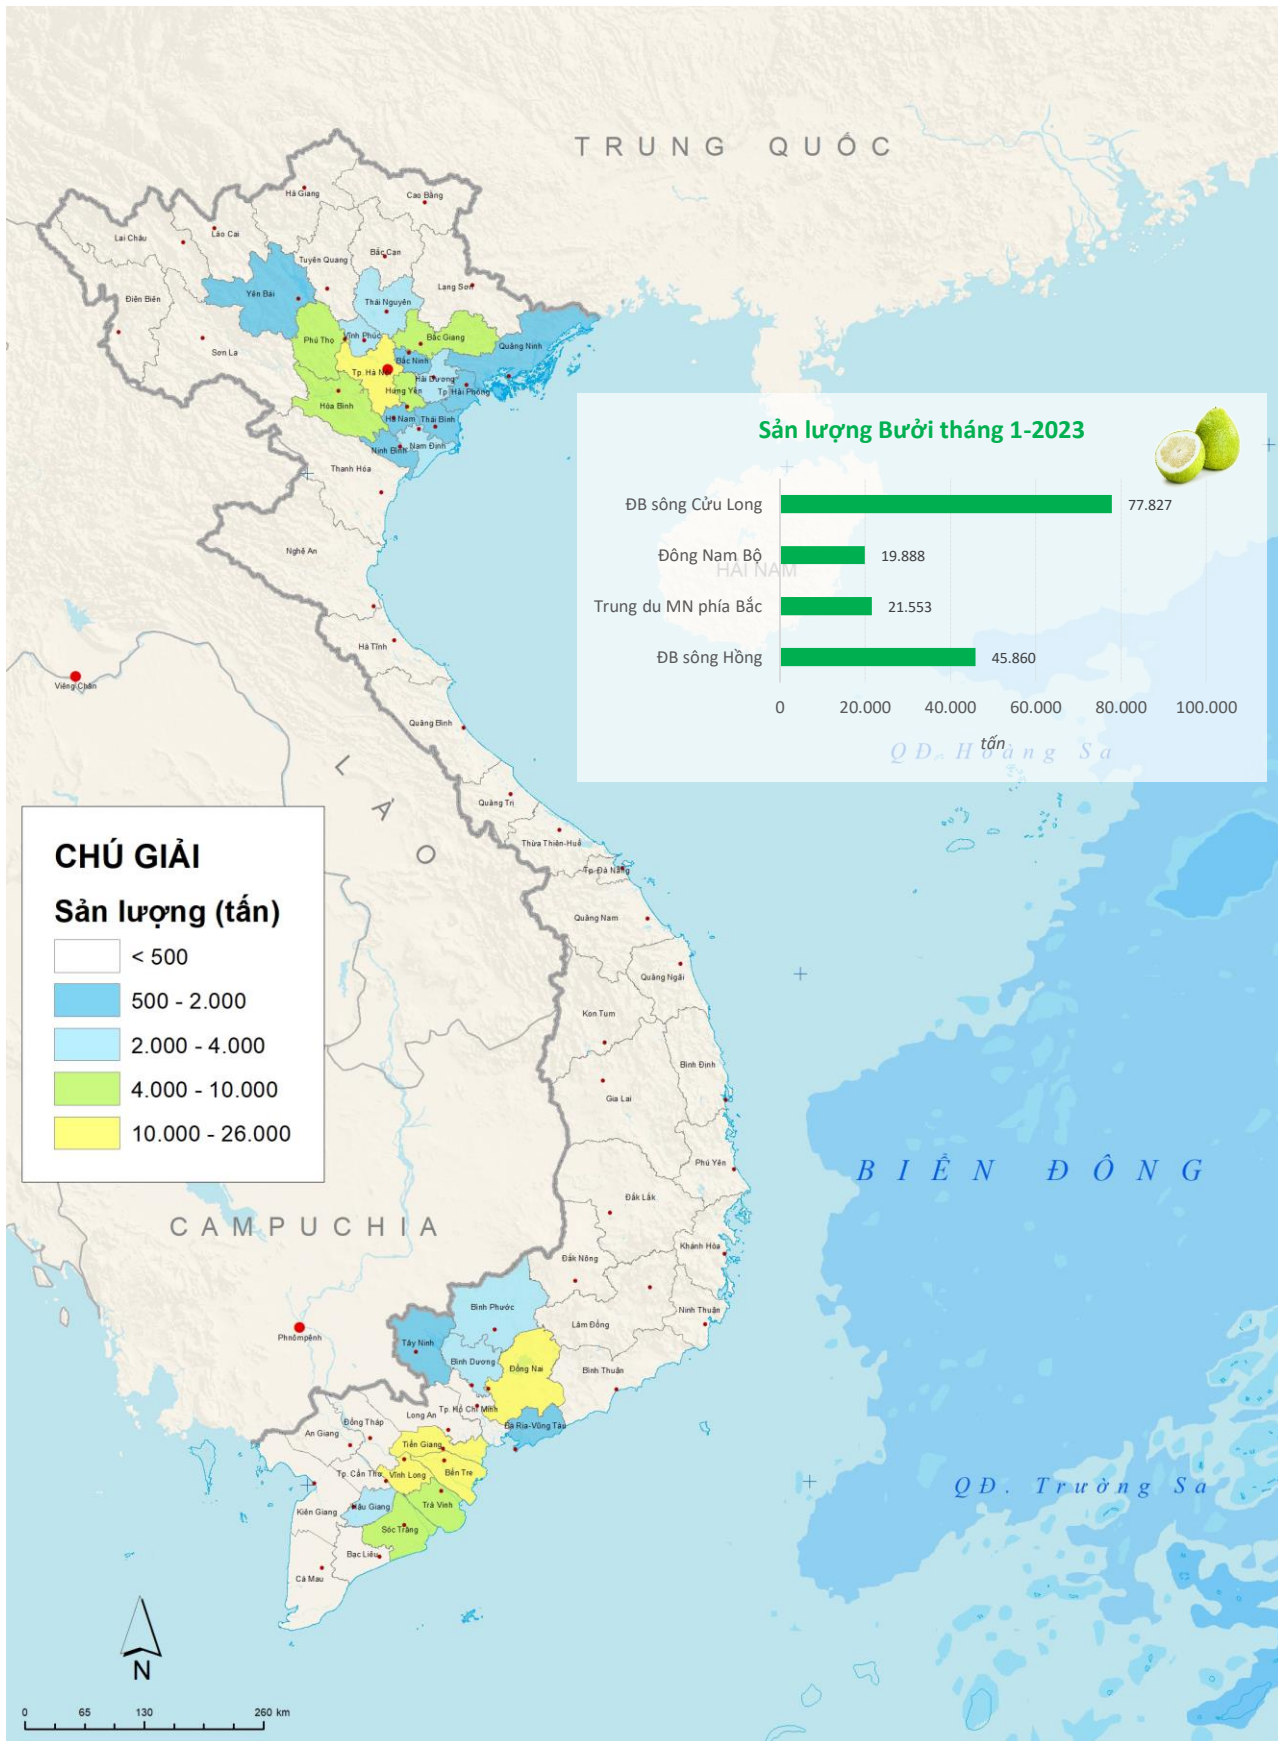 TRUNG QUỐC
Hà Giang
Cao Bằng
Lai Châu
Lào Cai
Bắc Cạn
Tuyên Quang
Lạng Sơn
Yên Bái
Điện Biên
Thái Nguyên
Phú Thọ
Vĩnh Phúc
Bắc Giang
Quảng Ninh
Sơn La
Bắc Ninh
Tp. Hà Nội
Hải Dương
Tp. Hải Phòng
Hưng Yên
Hòa Bình
Hà Nam
Thái Bình
Ninh Bình
Nam Định
Thanh Hóa
Nghệ An
Hà Tĩnh
Viêng Chăn
Quảng Bình
LÀO
Quảng Trị
Thừa Thiên-Huế
Tp. Đà Nẵng
Quảng Nam
Quảng Ngãi
Kon Tum
Bình Định
Gia Lai
Phú Yên
Đắk Lắk
Khánh Hòa
Đắk Nông
Ninh Thuận
Lâm Đồng
Bình Thuận
Bình Phước
Tây Ninh
Bình Dương
Đồng Nai
Tp. Hồ Chí Minh
Long An
Đồng Tháp
Bà Rịa-Vũng Tàu
An Giang
Tiền Giang
Tp. Cần Thơ
Vĩnh Long
Bến Tre
Kiên Giang
Hậu Giang
Trà Vinh
Sóc Trăng
Bạc Liêu
Cà Mau
CAMPUCHIA
Phnômpênh
Sản lượng Bưởi tháng 1-2023
ĐB sông Cửu Long 77.827
Đông Nam Bộ 19.888
HẢI NAM
Trung du MN phía Bắc 21.553
ĐB sông Hồng 45.860
0 20.000 40.000 60.000 80.000 100.000
tấn
QĐ. Hoàng Sa
BIỂN ĐÔNG
QĐ. Trường Sa
CHÚ GIẢI
Sản lượng (tấn)
< 500
500 - 2.000
2.000 - 4.000
4.000 - 10.000
10.000 - 26.000
N
0 65 130 260 km